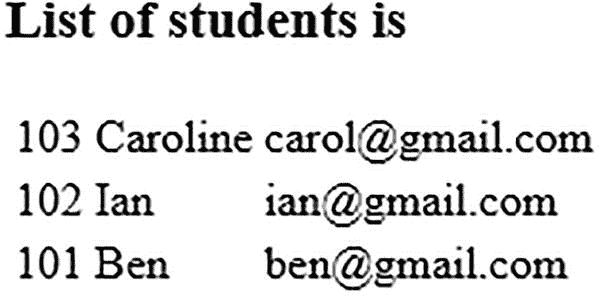 List of students is
103 Caroline carol@gmail.com
102 Ian ian@gmail.com
101 Ben ben@gmail.com